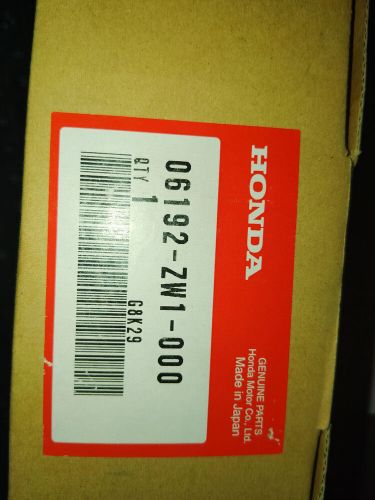 HONDA
GENUINE PARTS
Honda Motor Co., Ltd.
Made in Japan
06192-ZW1-000
QTY 1
G8K29